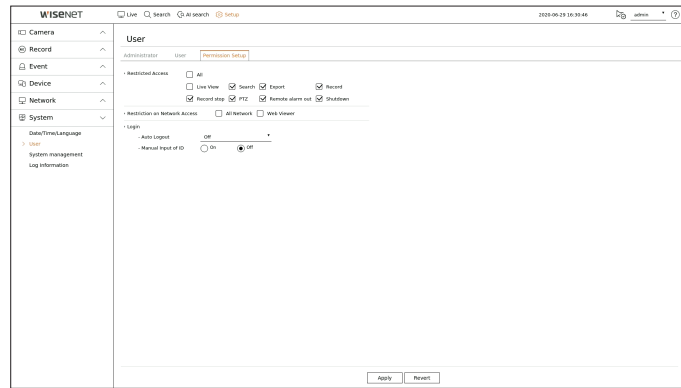 WISENET
Live Search AI search Setup 2020-06-29 16:30:46 admin ?
Camera
Record
Event
Device
Network
System
Date/Time/Language
> User
System management
Log Information
User
Administrator User Permission Setup
• Restricted Access All
Live View Search Export Record
Record stop PTZ Remote alarm out Shutdown
• Restriction on Network Access All Network Web Viewer
• Login
- Auto Logout Off
- Manual Input of ID On Off
Apply Revert